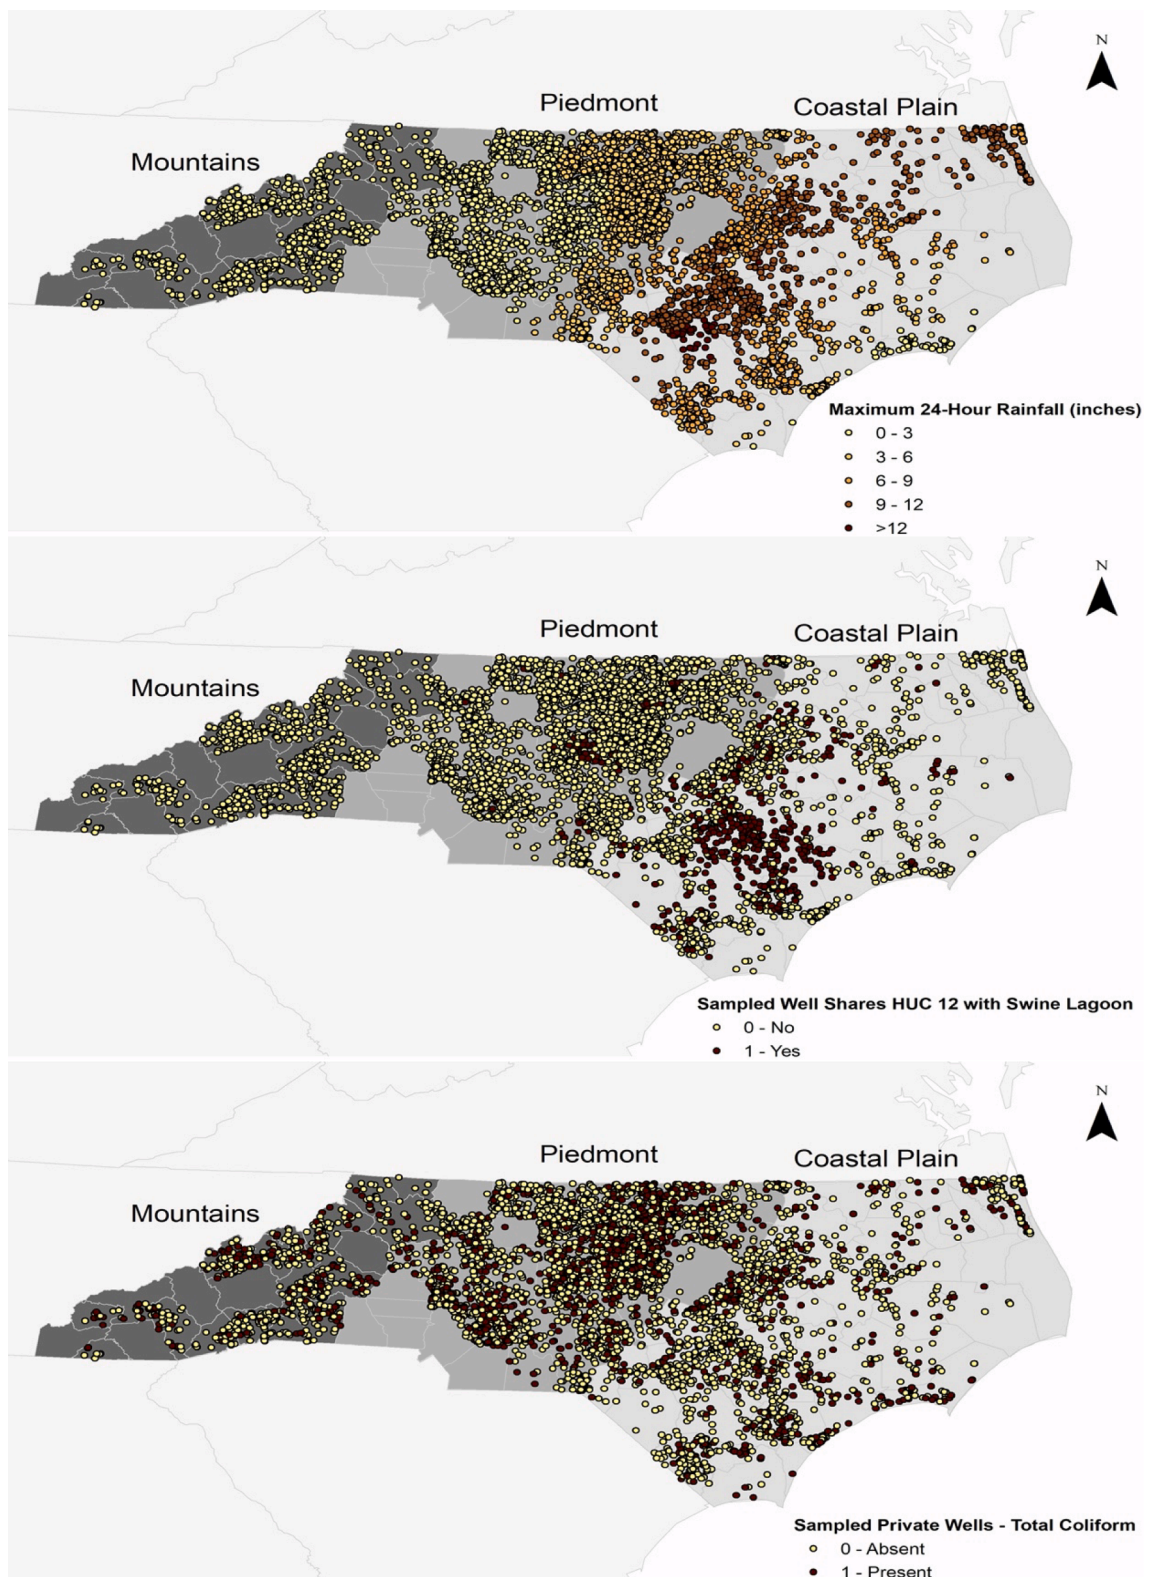 N
Piedmont
Coastal Plain
Mountains
Maximum 24-Hour Rainfall (inches)
0 - 3
3 - 6
6 - 9
9 - 12
>12
N
Piedmont
Coastal Plain
Mountains
Sampled Well Shares HUC 12 with Swine Lagoon
0 - No
1 - Yes
N
Piedmont
Coastal Plain
Mountains
Sampled Private Wells - Total Coliform
0 - Absent
1 - Present